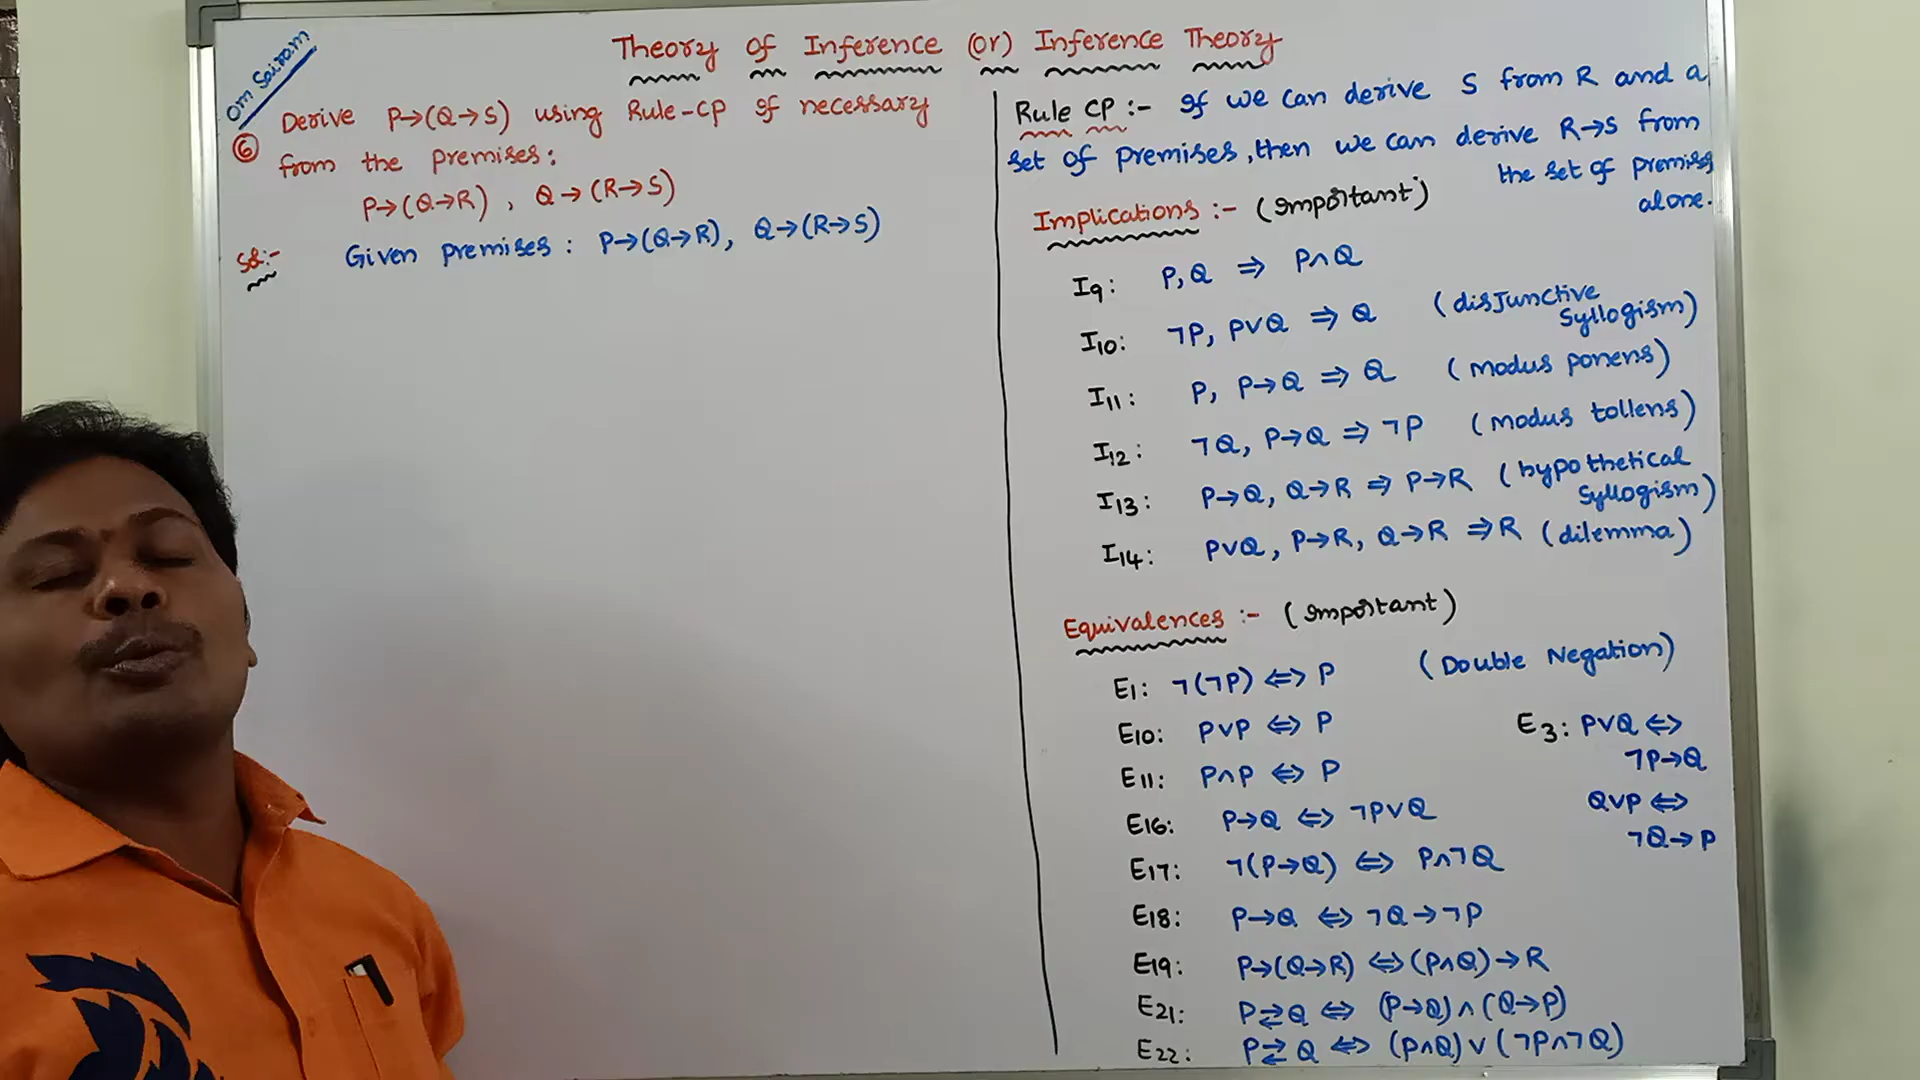 Theory of Inference (or) Inference Theory
Om Sairam
⑥ Derive P→(Q→S) using Rule-CP if necessary
from the premises:
P→(Q→R), Q→(R→S)
Sol:- Given premises: P→(Q→R), Q→(R→S)
Rule CP:- If we can derive S from R and a
set of premises, then we can derive R→S from
the set of premises
alone.
Implications :- (Important)
I9: P, Q ⇒ P∧Q
I10: ¬P, P∨Q ⇒ Q (disjunctive
syllogism)
I11: P, P→Q ⇒ Q (modus ponens)
I12: ¬Q, P→Q ⇒ ¬P (modus tollens)
I13: P→Q, Q→R ⇒ P→R (hypothetical
syllogism)
I14: P∨Q, P→R, Q→R ⇒ R (dilemma)
Equivalences :- (Important)
E1: ¬(¬P) ⇔ P (Double Negation)
E10: P∨P ⇔ P
E11: P∧P ⇔ P
E16: P→Q ⇔ ¬P∨Q
E17: ¬(P→Q) ⇔ P∧¬Q
E18: P→Q ⇔ ¬Q→¬P
E19: P→(Q→R) ⇔ (P∧Q)→R
E21: P⇄Q ⇔ (P→Q)∧(Q→P)
E22: P⇄Q ⇔ (P∧Q)∨(¬P∧¬Q)
E3: P∨Q ⇔
¬P→Q
Q∨P ⇔
¬Q→P